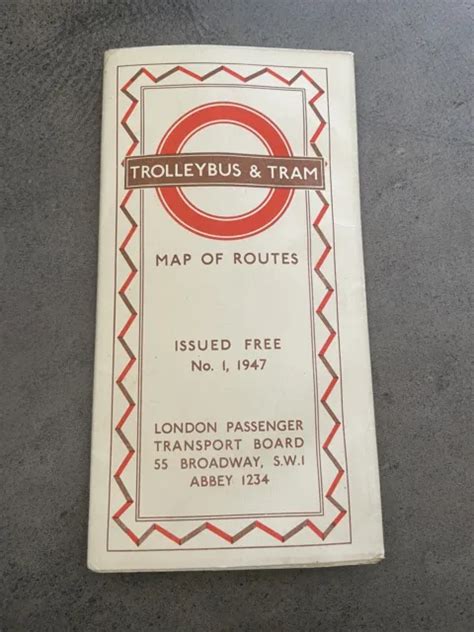 TROLLEYBUS & TRAM
MAP OF ROUTES
ISSUED FREE
No. 1, 1947
LONDON PASSENGER
TRANSPORT BOARD
55 BROADWAY, S.W.1
ABBEY 1234